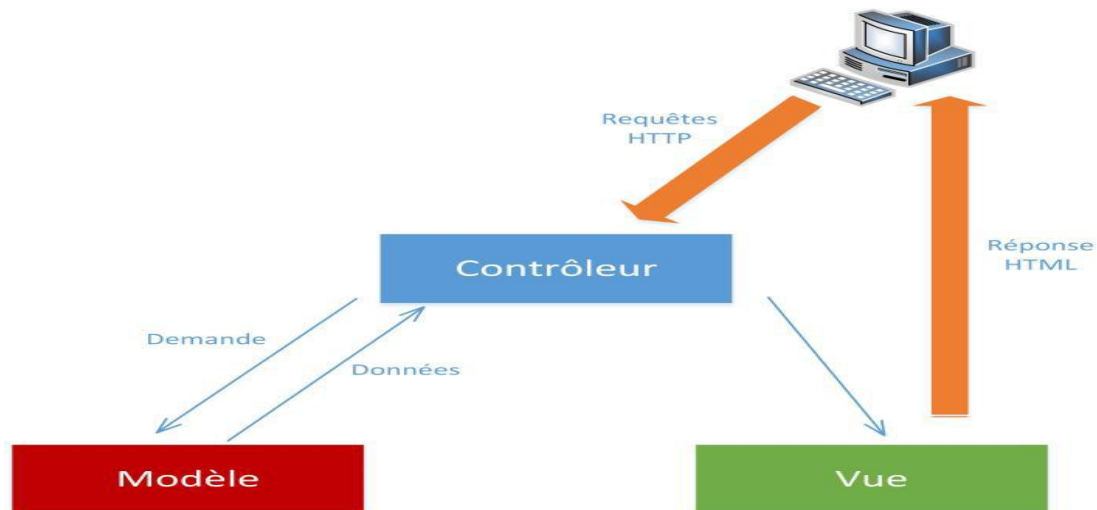 Requêtes
HTTP
Contrôleur
Réponse
HTML
Demande
Données
Modèle
Vue